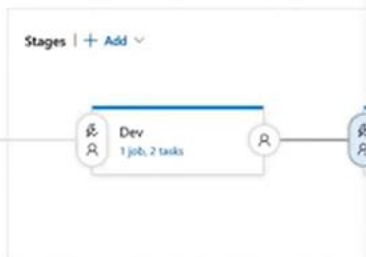 Stages | + Add
Dev
1 job, 2 tasks